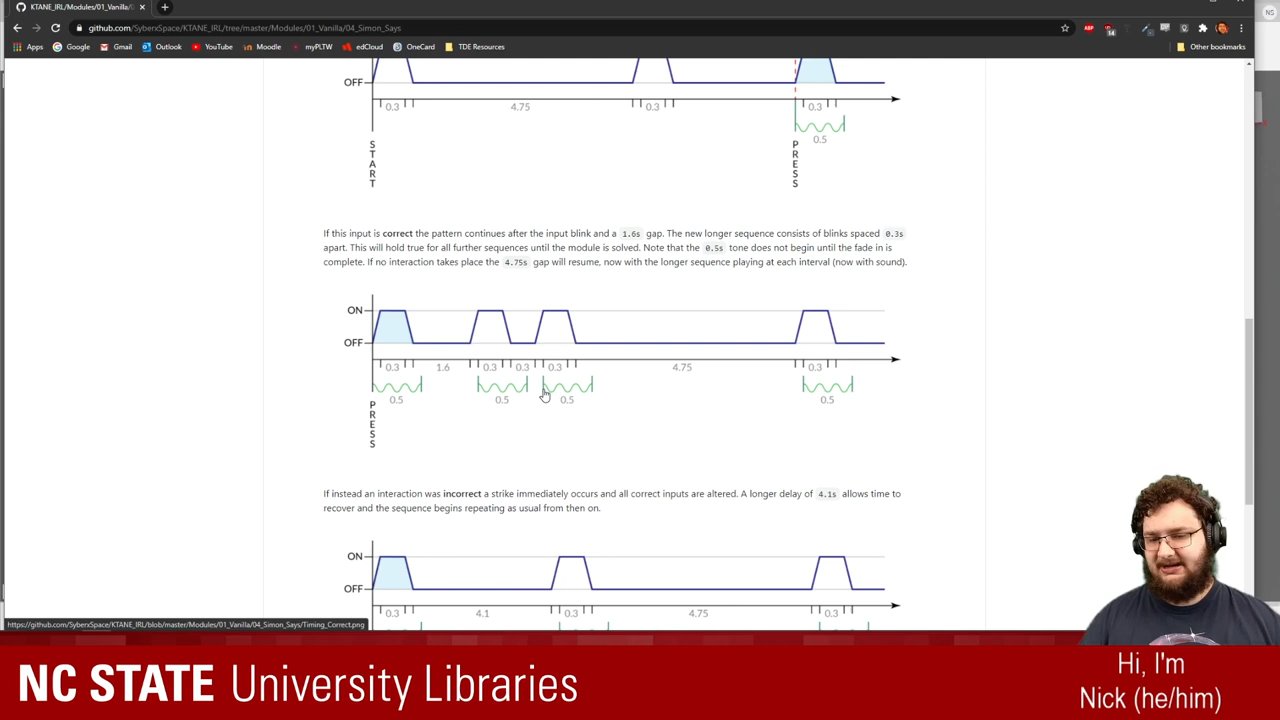 KTANE_IRL/Modules/01_Vanilla/
github.com/SyberxSpace/KTANE_IRL/tree/master/Modules/01_Vanilla/04_Simon_Says
Apps Google Gmail Outlook YouTube Moodle myPLTW edCloud OneCard TDE Resources Other bookmarks
OFF
0.3 4.75 0.3 0.3
0.5
START
PRESS
If this input is correct the pattern continues after the input blink and a 1.6s gap. The new longer sequence consists of blinks spaced 0.3s
apart. This will hold true for all further sequences until the module is solved. Note that the 0.5s tone does not begin until the fade in is
complete. If no interaction takes place the 4.75s gap will resume, now with the longer sequence playing at each interval (now with sound).
ON
OFF
0.3 1.6 0.3 0.3 0.3 4.75 0.3
0.5 0.5 0.5 0.5
PRESS
If instead an interaction was incorrect a strike immediately occurs and all correct inputs are altered. A longer delay of 4.1s allows time to
recover and the sequence begins repeating as usual from then on.
ON
OFF
0.3 4.1 0.3 4.75 0.3
https://github.com/SyberxSpace/KTANE_IRL/blob/master/Modules/01_Vanilla/04_Simon_Says/Timing_Correct.png
NC STATE University Libraries
Hi, I'm
Nick (he/him)